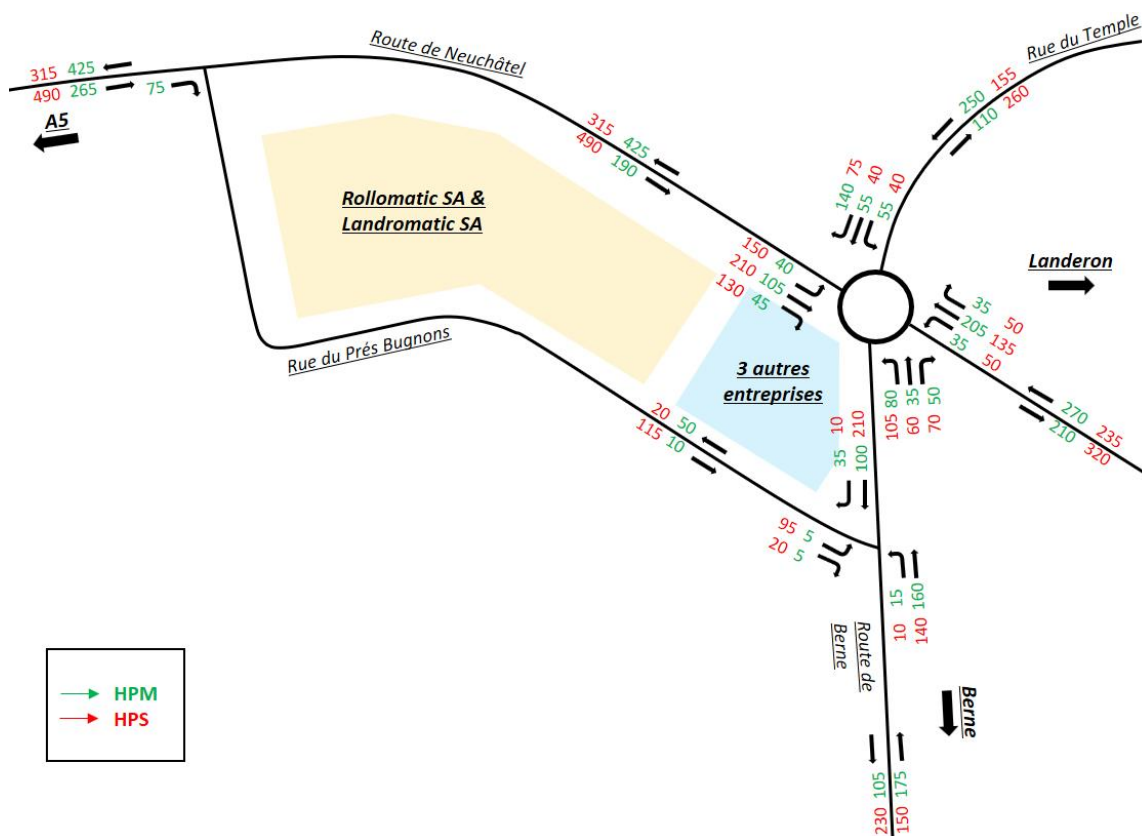 Route de Neuchâtel
Rue du Temple
315 425
490 265 75
A5
250 155
110 260
315 425
490 190
140 75
55 40
55 40
Rollomatic SA &
Landromatic SA
150 40
210 105
130 45
Landeron
35 50
205 135
35 50
Rue du Prés Bugnons
3 autres
entreprises
105 80
60 35
70 50
270 235
210 320
20 50
115 10
35 10
100 210
95 5
20 5
10 15
140 160
Route de
Berne
Berne
HPM
HPS
230 105
150 175